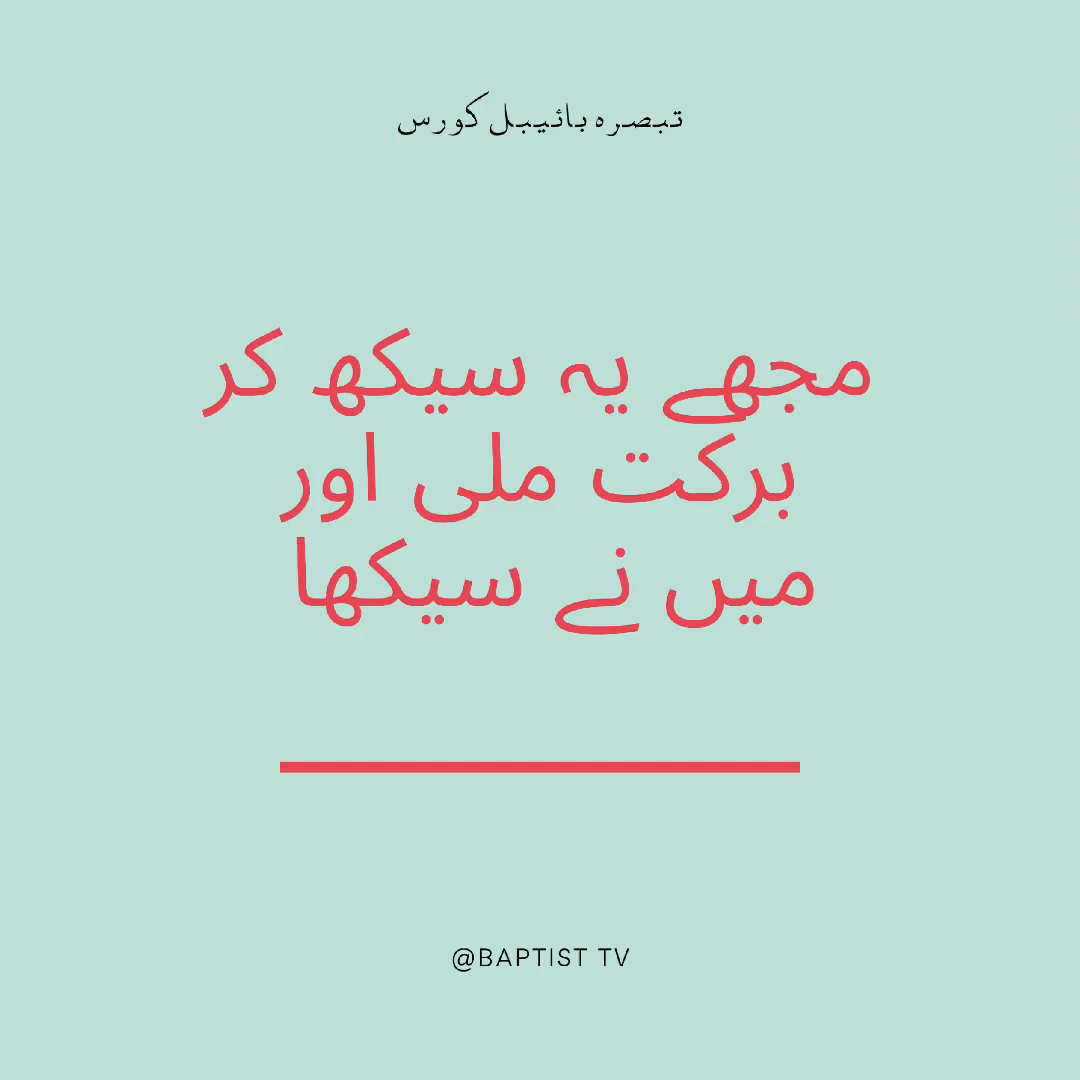 تبصرہ بائیبل کورس
مجھے یہ سیکھ کر
برکت ملی اور
میں نے سیکھا
@BAPTIST TV